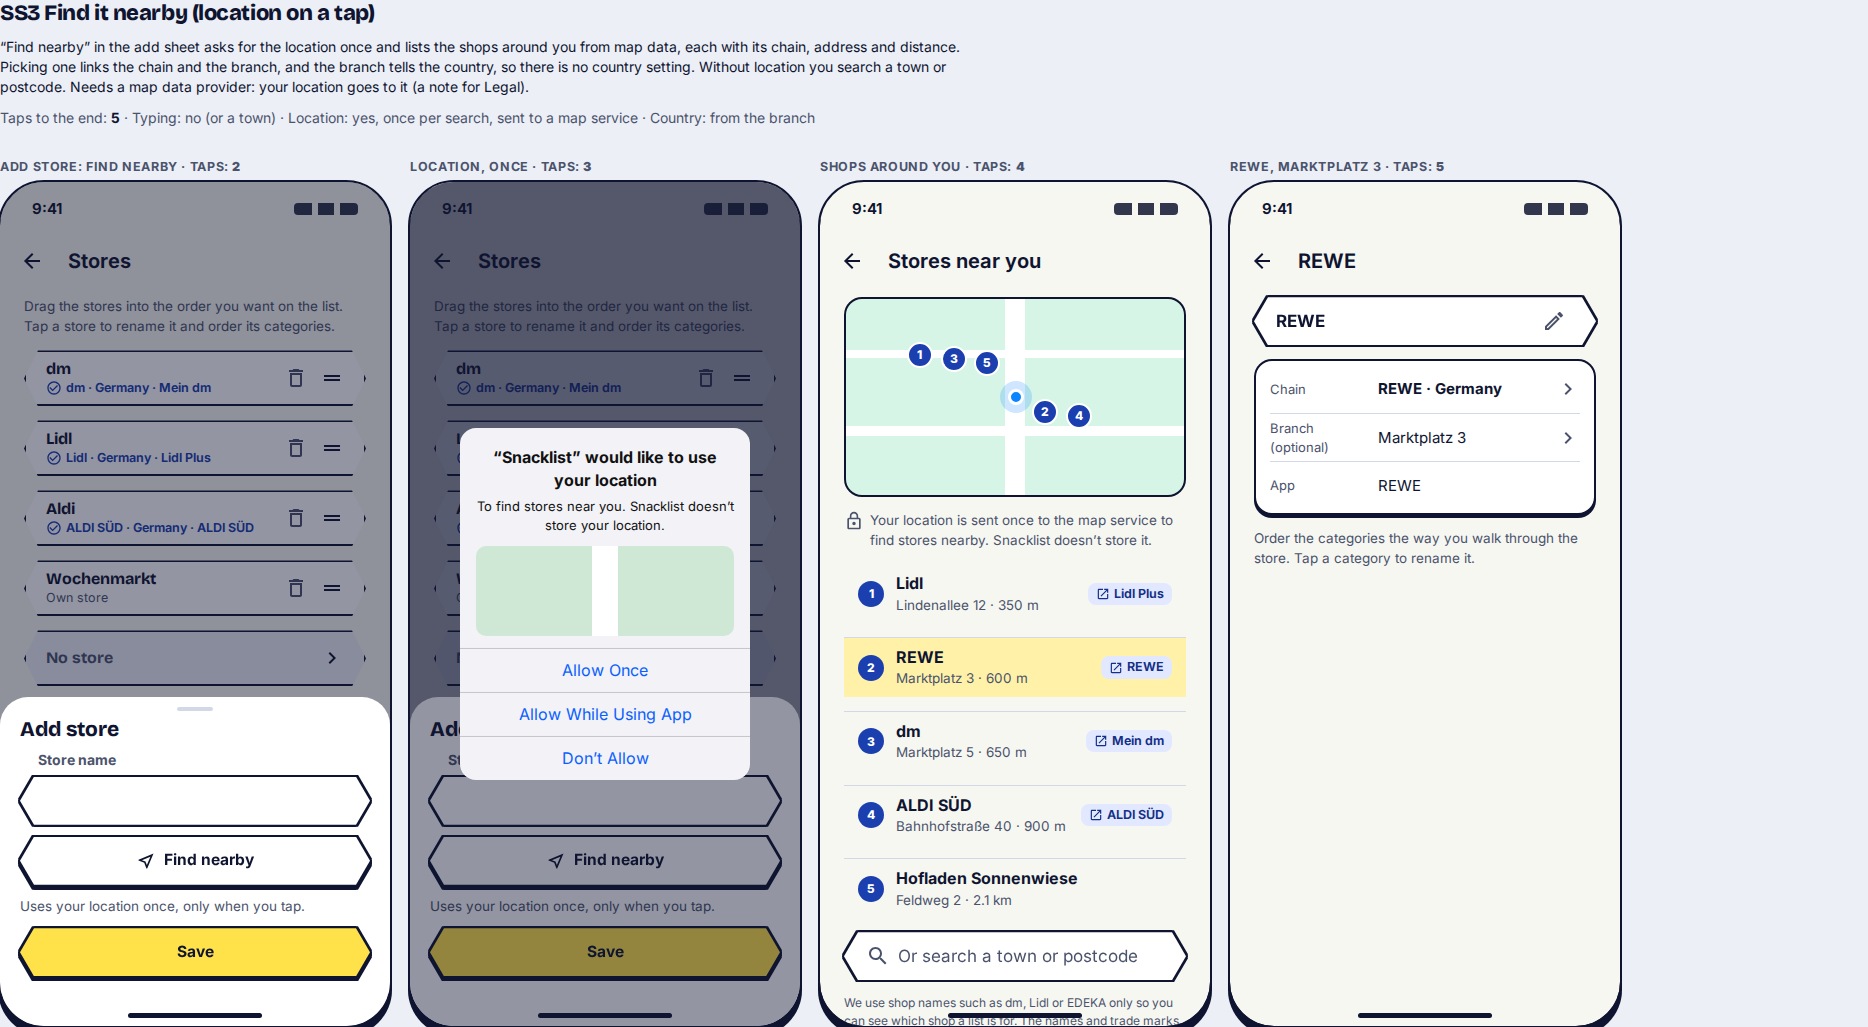 SS3 Find it nearby (location on a tap)
“Find nearby” in the add sheet asks for the location once and lists the shops around you from map data, each with its chain, address and distance.
Picking one links the chain and the branch, and the branch tells the country, so there is no country setting. Without location you search a town or
postcode. Needs a map data provider: your location goes to it (a note for Legal).
Taps to the end: 5 · Typing: no (or a town) · Location: yes, once per search, sent to a map service · Country: from the branch
ADD STORE: FIND NEARBY · TAPS: 2
9:41
Stores
Drag the stores into the order you want on the list.
Tap a store to rename it and order its categories.
dm
dm · Germany · Mein dm
Lidl
Lidl · Germany · Lidl Plus
Aldi
ALDI SÜD · Germany · ALDI SÜD
Wochenmarkt
Own store
No store
Add store
Store name
Find nearby
Uses your location once, only when you tap.
Save
LOCATION, ONCE · TAPS: 3
9:41
Stores
Drag the stores into the order you want on the list.
Tap a store to rename it and order its categories.
dm
dm · Germany · Mein dm
“Snacklist” would like to use
your location
To find stores near you. Snacklist doesn’t
store your location.
Allow Once
Allow While Using App
Don’t Allow
Find nearby
Uses your location once, only when you tap.
Save
SHOPS AROUND YOU · TAPS: 4
9:41
Stores near you
1
3
5
2
4
Your location is sent once to the map service to
find stores nearby. Snacklist doesn’t store it.
1
Lidl
Lindenallee 12 · 350 m
Lidl Plus
2
REWE
Marktplatz 3 · 600 m
REWE
3
dm
Marktplatz 5 · 650 m
Mein dm
4
ALDI SÜD
Bahnhofstraße 40 · 900 m
ALDI SÜD
5
Hofladen Sonnenwiese
Feldweg 2 · 2.1 km
Or search a town or postcode
We use shop names such as dm, Lidl or EDEKA only so you
can see which shop a list is for. The names and trade marks
REWE, MARKTPLATZ 3 · TAPS: 5
9:41
REWE
REWE
Chain
REWE · Germany
Branch
(optional)
Marktplatz 3
App
REWE
Order the categories the way you walk through the
store. Tap a category to rename it.